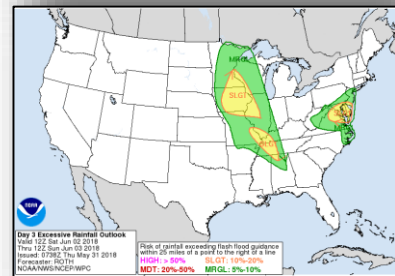 MRGL
SLGT
SLGT
Day 3 Excessive Rainfall Outlook
Valid 12Z Sat Jun 02 2018
Thru 12Z Sun Jun 03 2018
Issued: 0738Z Thu May 31 2018
Forecaster: ROTH
NOAA/NWS/NCEP/WPC
Risk of rainfall exceeding flash flood guidance
within 25 miles of a point to the right of a line
HIGH: > 50% SLGT: 10%-20%
MDT: 20%-50% MRGL: 5%-10%